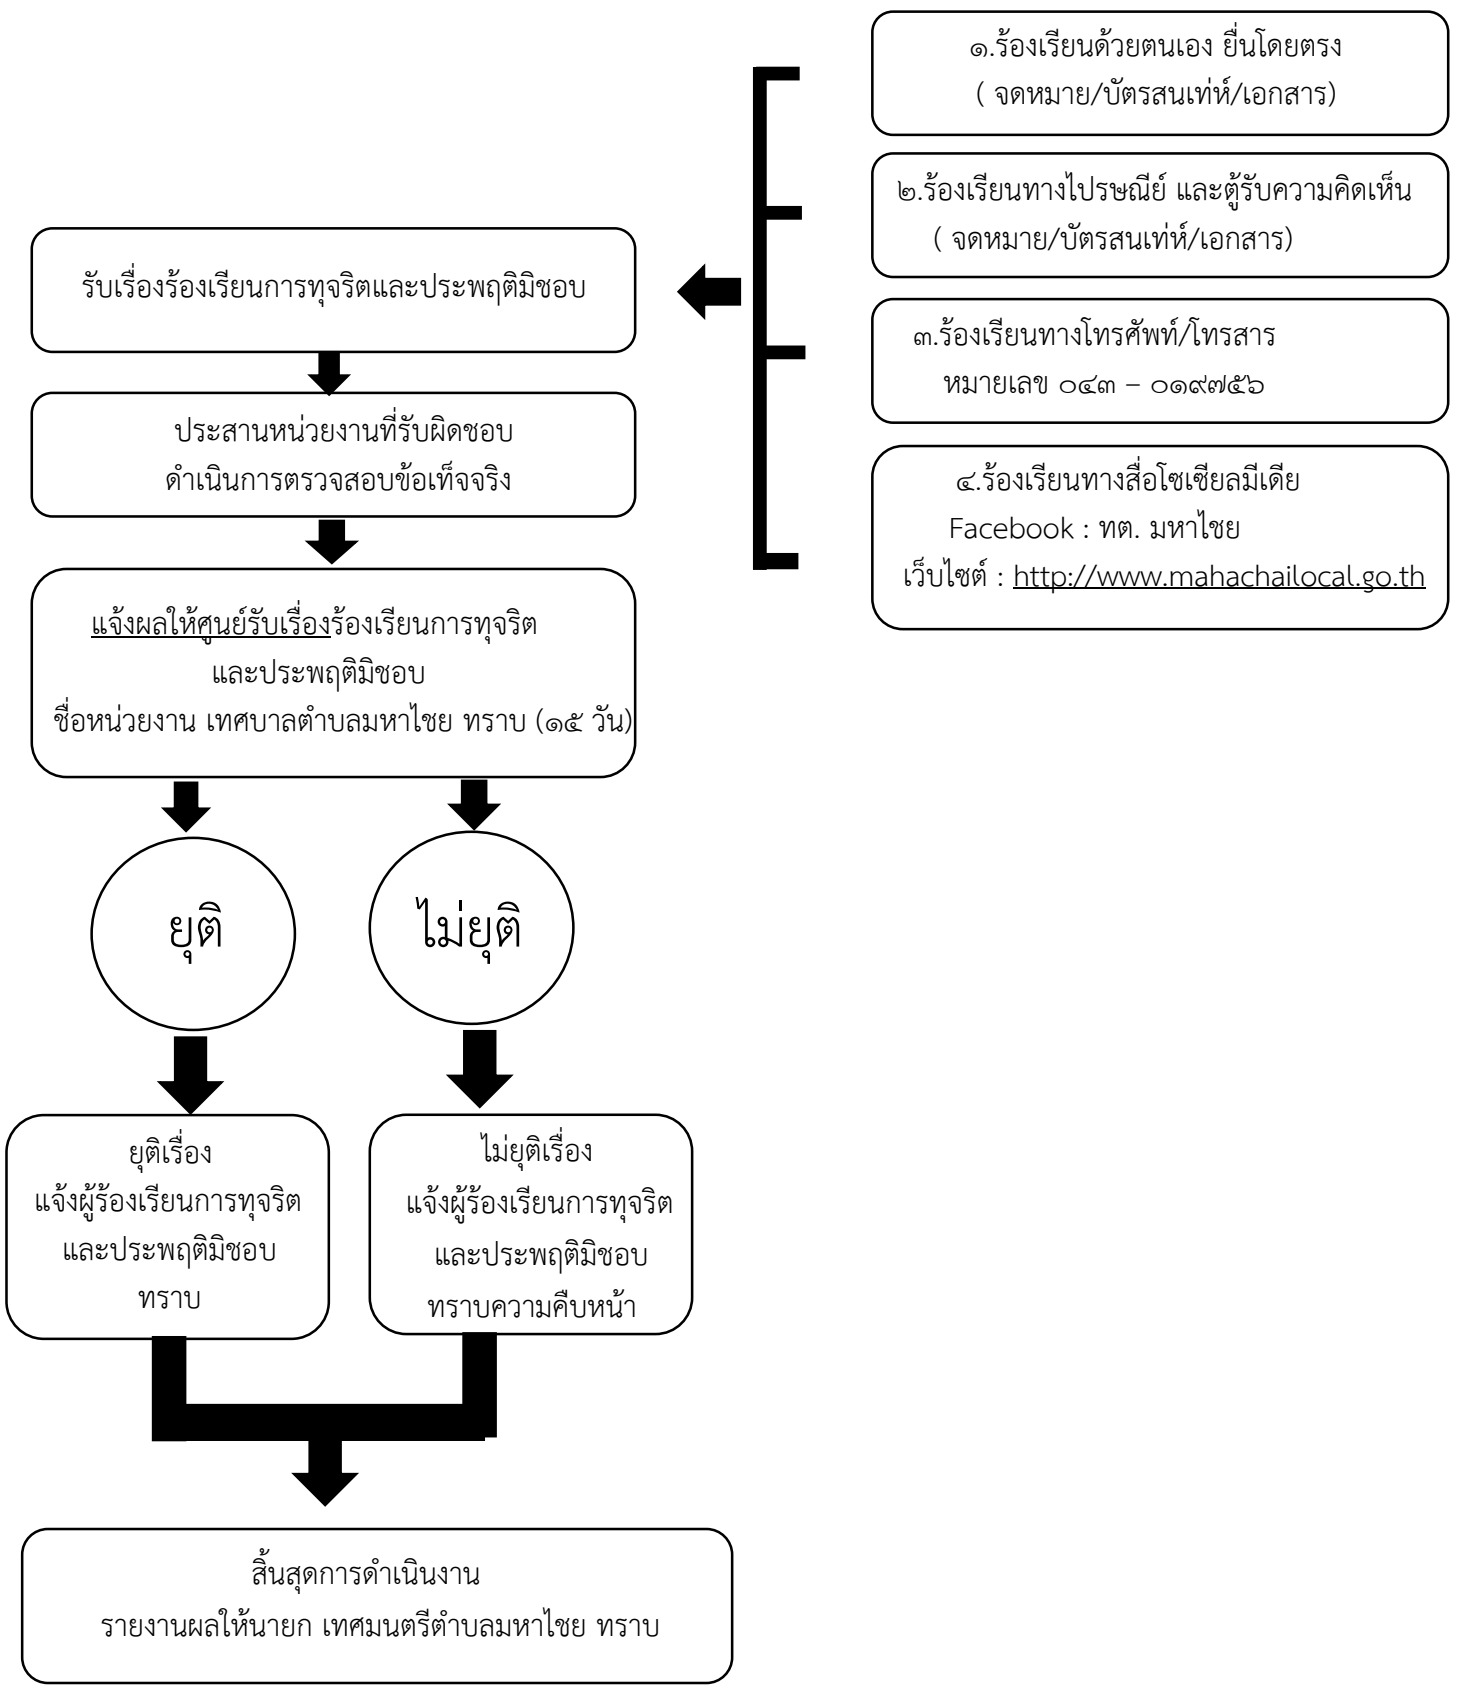 ๑.ร้องเรียนด้วยตนเอง ยื่นโดยตรง
( จดหมาย/บัตรสนเท่ห์/เอกสาร)
๒.ร้องเรียนทางไปรษณีย์ และตู้รับความคิดเห็น
( จดหมาย/บัตรสนเท่ห์/เอกสาร)
๓.ร้องเรียนทางโทรศัพท์/โทรสาร
หมายเลข ๐๔๓ – ๐๑๙๗๕๖
๔.ร้องเรียนทางสื่อโซเซียลมีเดีย
Facebook : ทต. มหาไชย
เว็บไซต์ : http://www.mahachailocal.go.th
รับเรื่องร้องเรียนการทุจริตและประพฤติมิชอบ
ประสานหน่วยงานที่รับผิดชอบ
ดำเนินการตรวจสอบข้อเท็จจริง
แจ้งผลให้ศูนย์รับเรื่องร้องเรียนการทุจริต
และประพฤติมิชอบ
ชื่อหน่วยงาน เทศบาลตำบลมหาไชย ทราบ (๑๕ วัน)
ยุติ
ไม่ยุติ
ยุติเรื่อง
แจ้งผู้ร้องเรียนการทุจริต
และประพฤติมิชอบ
ทราบ
ไม่ยุติเรื่อง
แจ้งผู้ร้องเรียนการทุจริต
และประพฤติมิชอบ
ทราบความคืบหน้า
สิ้นสุดการดำเนินงาน
รายงานผลให้นายก เทศมนตรีตำบลมหาไชย ทราบ